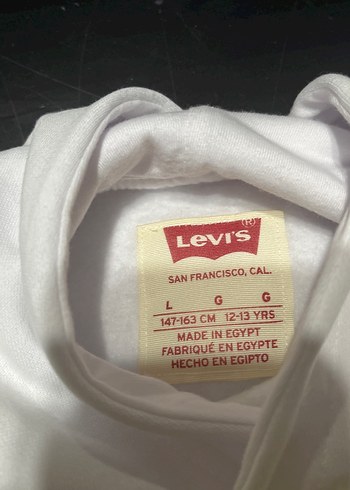 LEVI'S (R)
SAN FRANCISCO, CAL.
L G G
147-163 CM 12-13 YRS
MADE IN EGYPT
FABRIQUÉ EN EGYPTE
HECHO EN EGIPTO